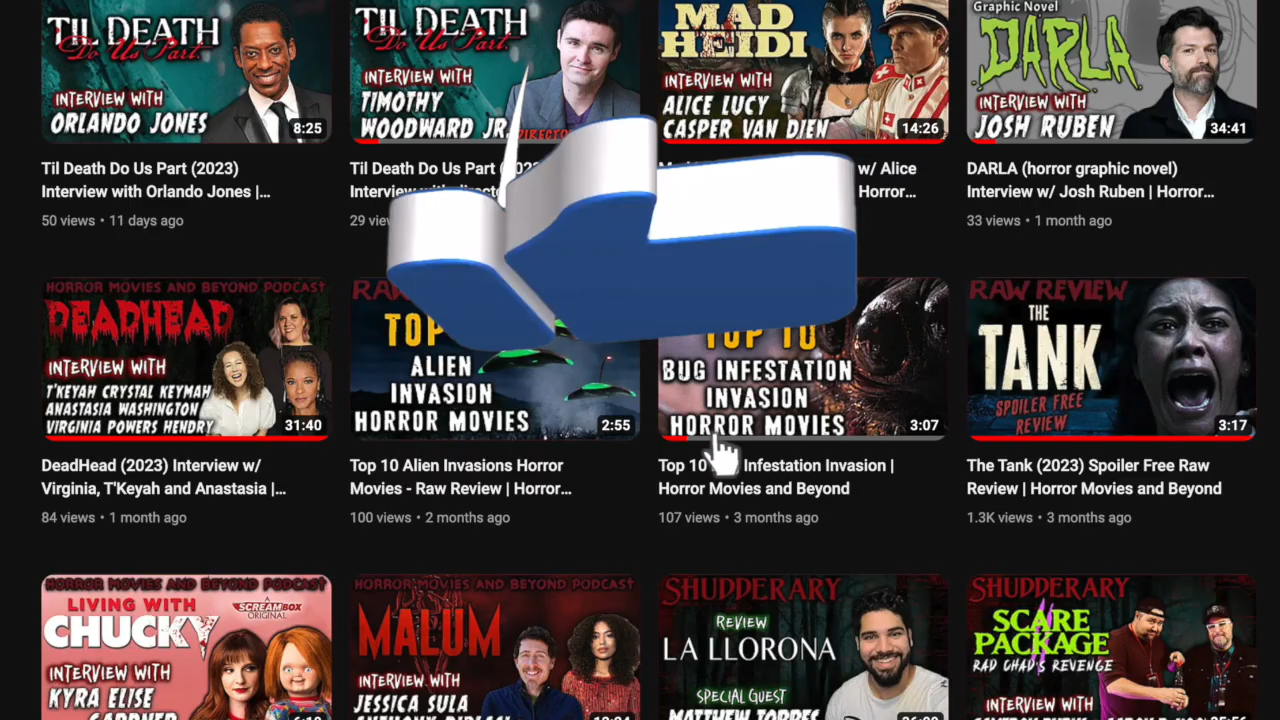 TIL DEATH
Do Us Part.
INTERVIEW WITH
ORLANDO JONES
8:25
TIL DEATH
Do Us Part.
INTERVIEW WITH
TIMOTHY
WOODWARD JR.
DIRECTOR
MAD
HEIDI
INTERVIEW WITH
ALICE LUCY
CASPER VAN DIEN
14:26
Graphic Novel
DARLA
INTERVIEW WITH
JOSH RUBEN
34:41
Til Death Do Us Part (2023)
Interview with Orlando Jones |...
50 views • 11 days ago
Til Death Do Us Part
Interview with
29
w/ Alice
Horror...
DARLA (horror graphic novel)
Interview w/ Josh Ruben | Horror...
33 views • 1 month ago
HORROR MOVIES AND BEYOND PODCAST
DEADHEAD
INTERVIEW WITH
T'KEYAH CRYSTAL KEYMAH
ANASTASIA WASHINGTON
VIRGINIA POWERS HENDRY
31:40
TOP
ALIEN
INVASION
HORROR MOVIES
2:55
TOP 10
BUG INFESTATION
INVASION
HORROR MOVIES
3:07
RAW REVIEW
THE
TANK
SPOILER FREE
REVIEW
3:17
DeadHead (2023) Interview w/
Virginia, T'Keyah and Anastasia |...
84 views • 1 month ago
Top 10 Alien Invasions Horror
Movies - Raw Review | Horror...
100 views • 2 months ago
Top 10 Infestation Invasion |
Horror Movies and Beyond
107 views • 3 months ago
The Tank (2023) Spoiler Free Raw
Review | Horror Movies and Beyond
1.3K views • 3 months ago
HORROR MOVIES AND BEYOND PODCAST
LIVING WITH
CHUCKY
SCREAMBOX
ORIGINAL
INTERVIEW WITH
KYRA ELISE
HORROR MOVIES AND BEYOND PODCAST
MALUM
INTERVIEW WITH
JESSICA SULA
SHUDDERARY
REVIEW
LA LLORONA
SPECIAL GUEST
MATTHEW TORRES
SHUDDERARY
SCARE
PACKAGE
RAD CHAD'S REVENGE
INTERVIEW WITH